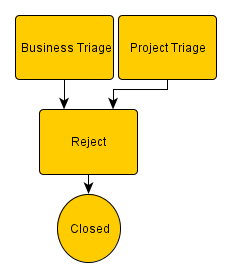 Business Triage
Project Triage
Reject
Closed